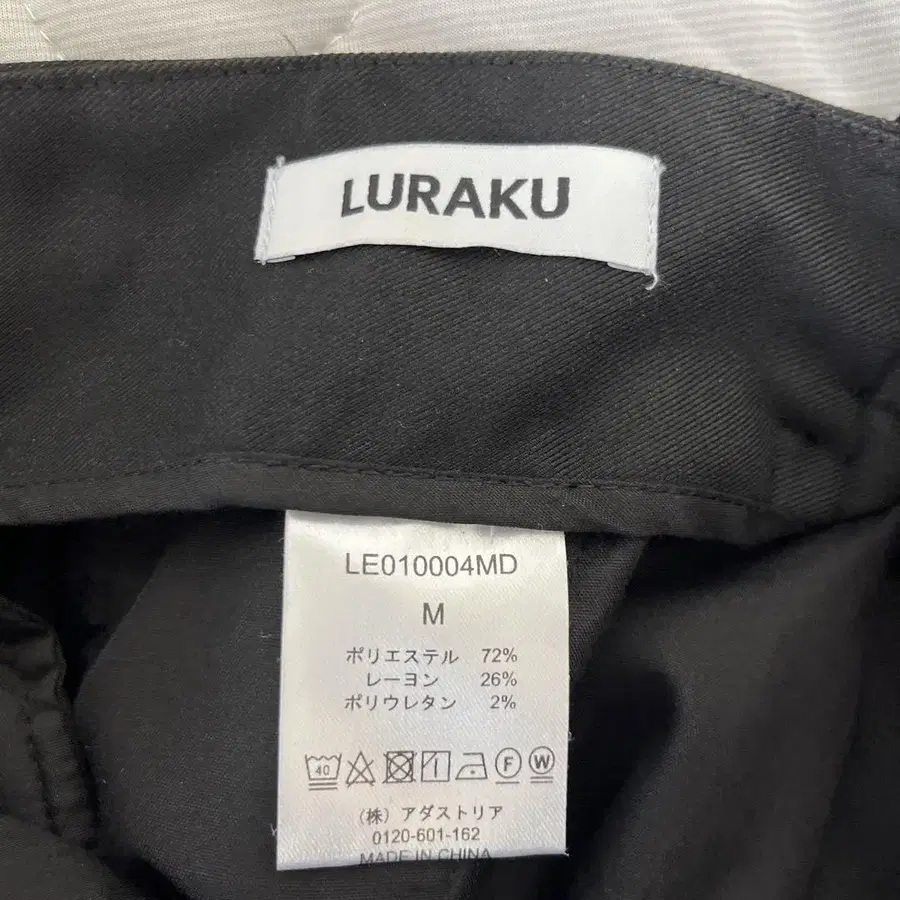 LURAKU
LE010004MD
M
ポリエステル 72%
レーヨン 26%
ポリウレタン 2%
40 F W
(株) アダストリア
0120-601-162
MADE IN CHINA